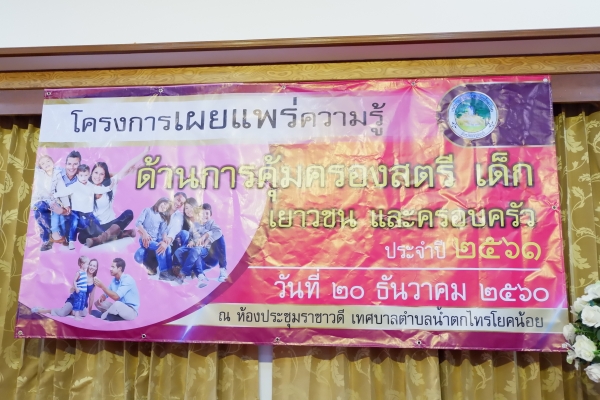 โครงการเผยแพร่ความรู้
ด้านการคุ้มครองสตรี เด็ก
เยาวชน และครอบครัว
ประจำปี ๒๕๖๑
วันที่ ๒๐ ธันวาคม ๒๕๖๐
ณ ห้องประชุมราชาวดี เทศบาลตำบลน้ำตกไทรโยคน้อย